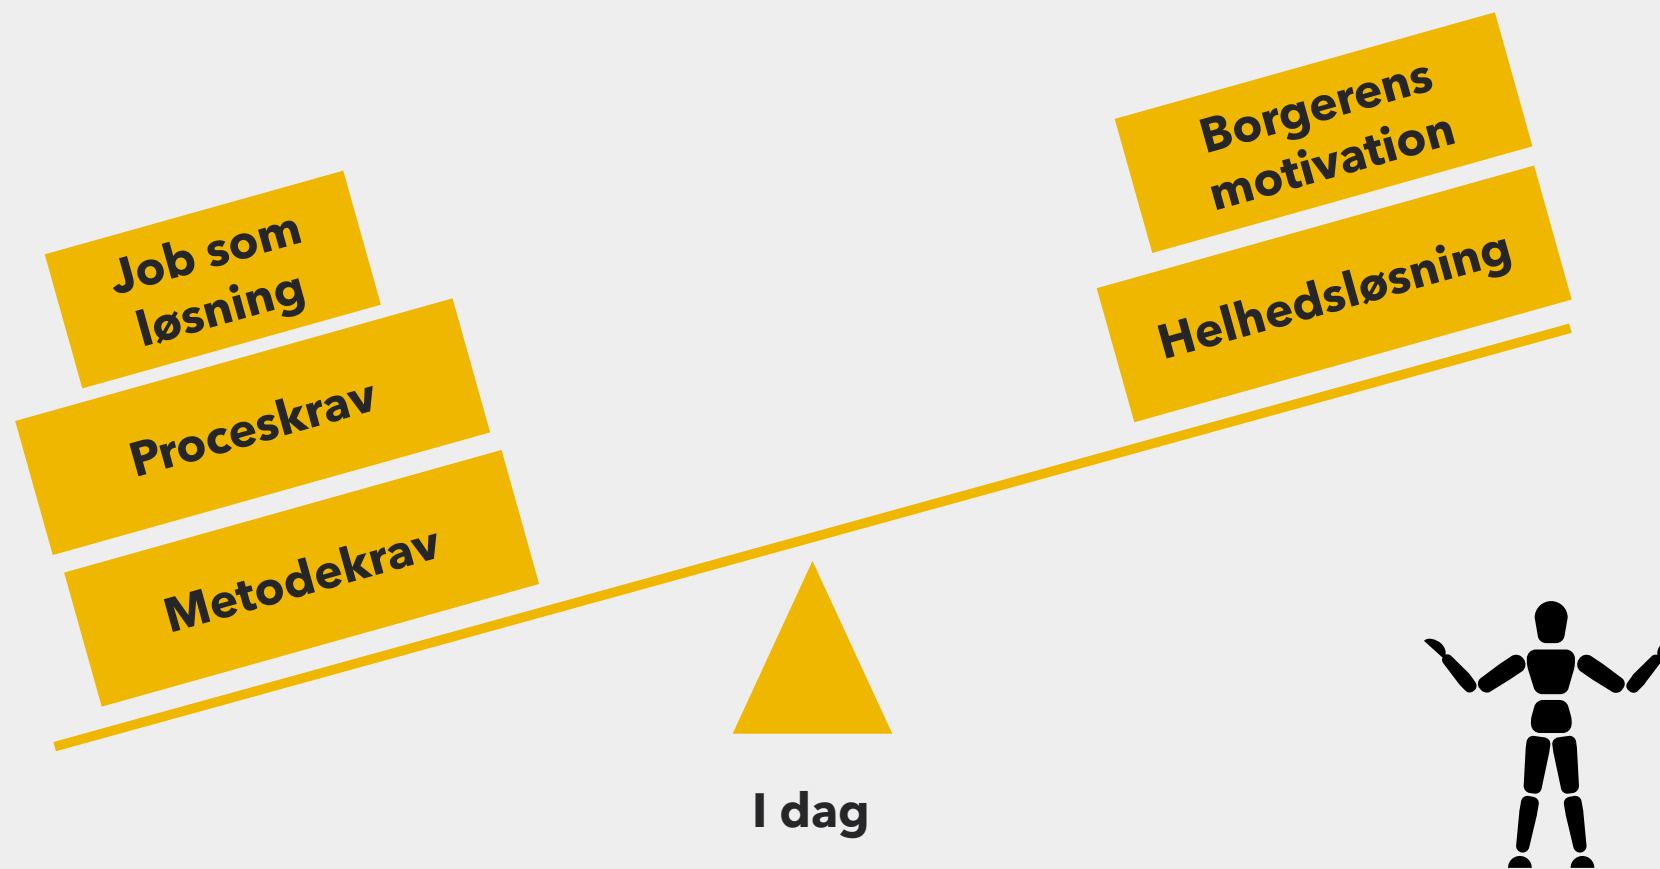 Job som
løsning
Proceskrav
Metodekrav
Borgerens
motivation
Helhedsløsning
I dag